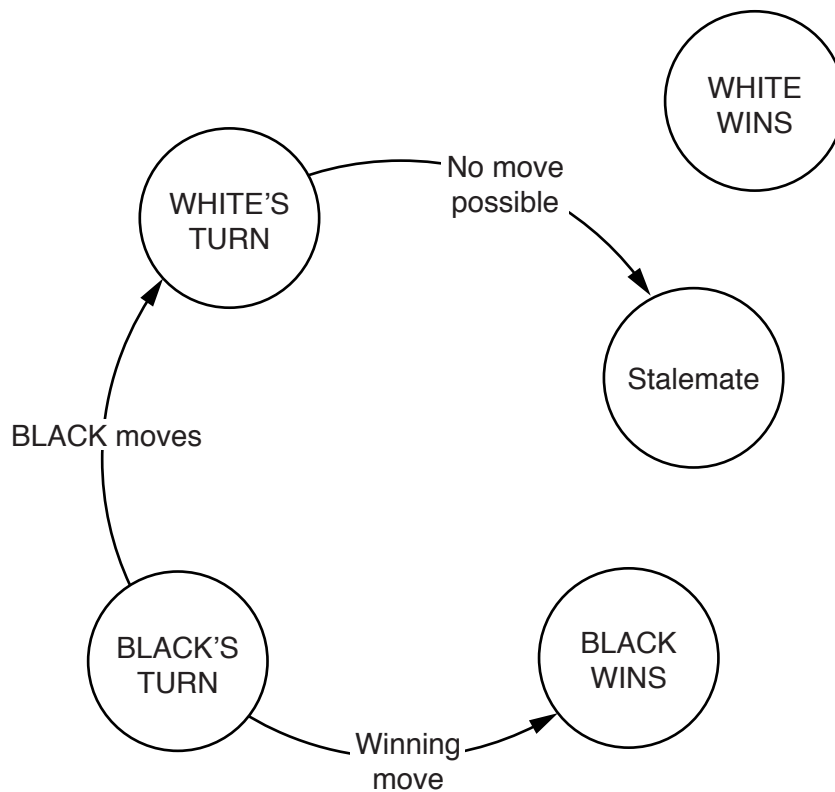 WHITE
WINS
No move
possible
WHITE'S
TURN
Stalemate
BLACK moves
BLACK'S
TURN
BLACK
WINS
Winning
move